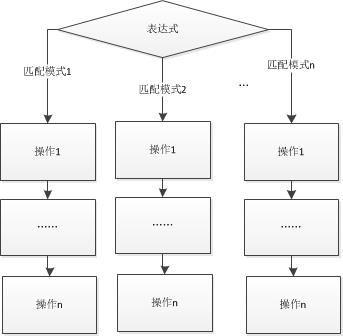 表达式
匹配模式1
匹配模式2
...
匹配模式n
操作1
操作1
操作1
……
……
……
操作n
操作n
操作n